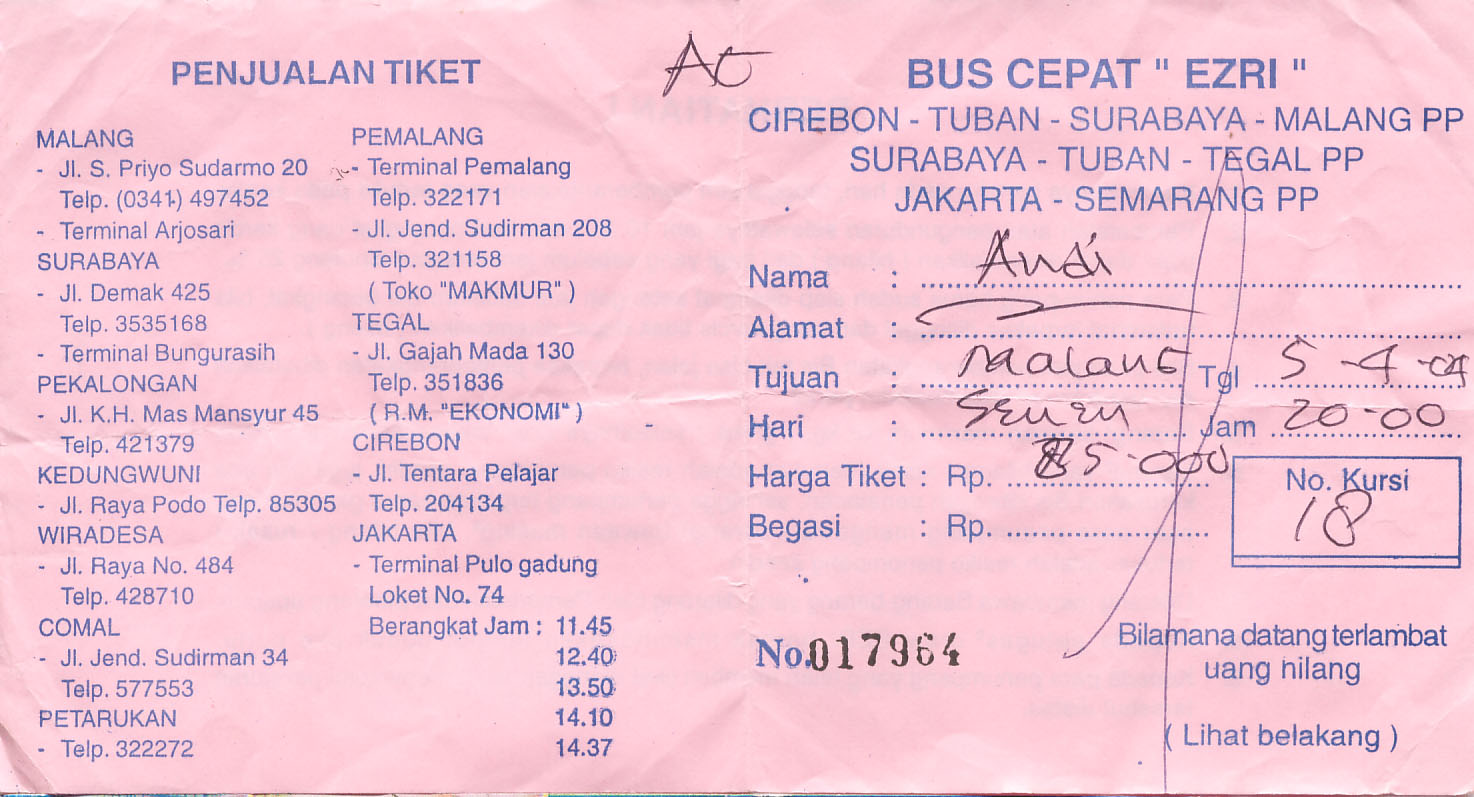 PENJUALAN TIKET
MALANG
- Jl. S. Priyo Sudarmo 20
Telp. (0341) 497452
- Terminal Arjosari
SURABAYA
- Jl. Demak 425
Telp. 3535168
- Terminal Bungurasih
PEKALONGAN
- Jl. K.H. Mas Mansyur 45
Telp. 421379
KEDUNGWUNI
- Jl. Raya Podo Telp. 85305
WIRADESA
- Jl. Raya No. 484
Telp. 428710
COMAL
- Jl. Jend. Sudirman 34
Telp. 577553
PETARUKAN
- Telp. 322272
PEMALANG
- Terminal Pemalang
Telp. 322171
- Jl. Jend. Sudirman 208
Telp. 321158
( Toko "MAKMUR" )
TEGAL
- Jl. Gajah Mada 130
Telp. 351836
( R.M. "EKONOMI" )
CIREBON
- Jl. Tentara Pelajar
Telp. 204134
JAKARTA
- Terminal Pulo gadung
Loket No. 74
Berangkat Jam : 11.45
12.40
13.50
14.10
14.37
BUS CEPAT " EZRI "
CIREBON - TUBAN - SURABAYA - MALANG PP
SURABAYA - TUBAN - TEGAL PP
JAKARTA - SEMARANG PP
Nama : Andi
Alamat :
Tujuan : Malang Tgl 5-4-04
Hari : Senen Jam 20-00
Harga Tiket : Rp.
Begasi : Rp.
No. Kursi
18
No. 017964
Bilamana datang terlambat
uang hilang
( Lihat belakang )